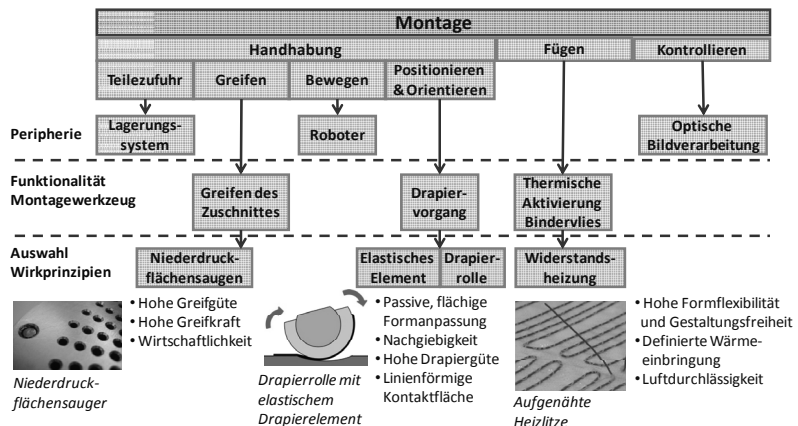 Montage
Handhabung
Fügen
Kontrollieren
Teilezufuhr
Greifen
Bewegen
Positionieren
& Orientieren
Peripherie
Lagerungs-
system
Roboter
Optische
Bildverarbeitung
Funktionalität
Montagewerkzeug
Greifen des
Zuschnittes
Drapier-
vorgang
Thermische
Aktivierung
Bindervlies
Auswahl
Wirkprinzipien
Niederdruck-
flächensaugen
Elastisches
Element
Drapier-
rolle
Widerstands-
heizung
• Hohe Greifgüte
• Hohe Greifkraft
• Wirtschaftlichkeit
Niederdruck-
flächensauger
• Passive, flächige
Formanpassung
• Nachgiebigkeit
• Hohe Drapiergüte
• Linienförmige
Kontaktfläche
Drapierrolle mit
elastischem
Drapierelement
• Hohe Formflexibilität
und Gestaltungsfreiheit
• Definierte Wärme-
einbringung
• Luftdurchlässigkeit
Aufgenähte
Heizlitze